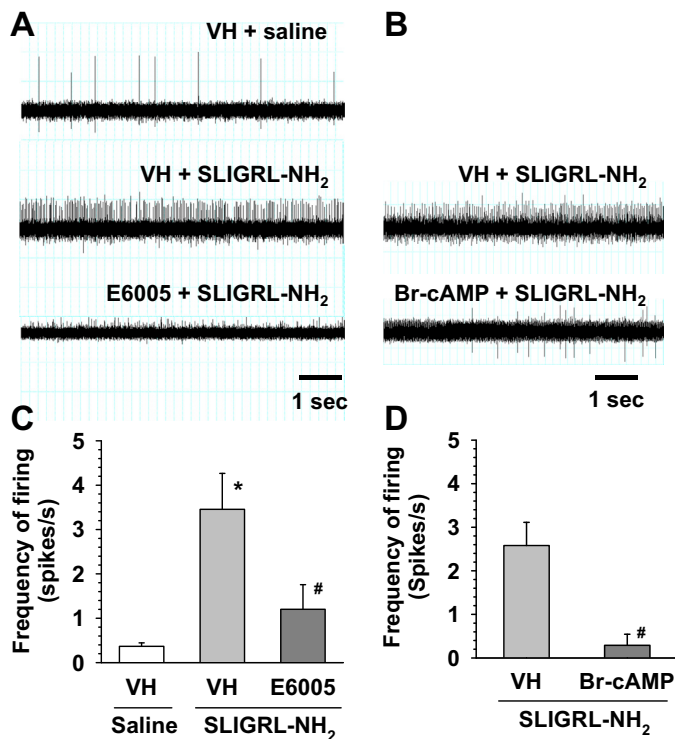 A
VH + saline
VH + SLIGRL-NH2
E6005 + SLIGRL-NH2
1 sec
B
VH + SLIGRL-NH2
Br-cAMP + SLIGRL-NH2
1 sec
C
Frequency of firing
(spikes/s)
5
4
3
2
1
0
*
#
VH VH E6005
Saline SLIGRL-NH2
D
Frequency of firing
(Spikes/s)
5
4
3
2
1
0
#
VH Br-cAMP
SLIGRL-NH2